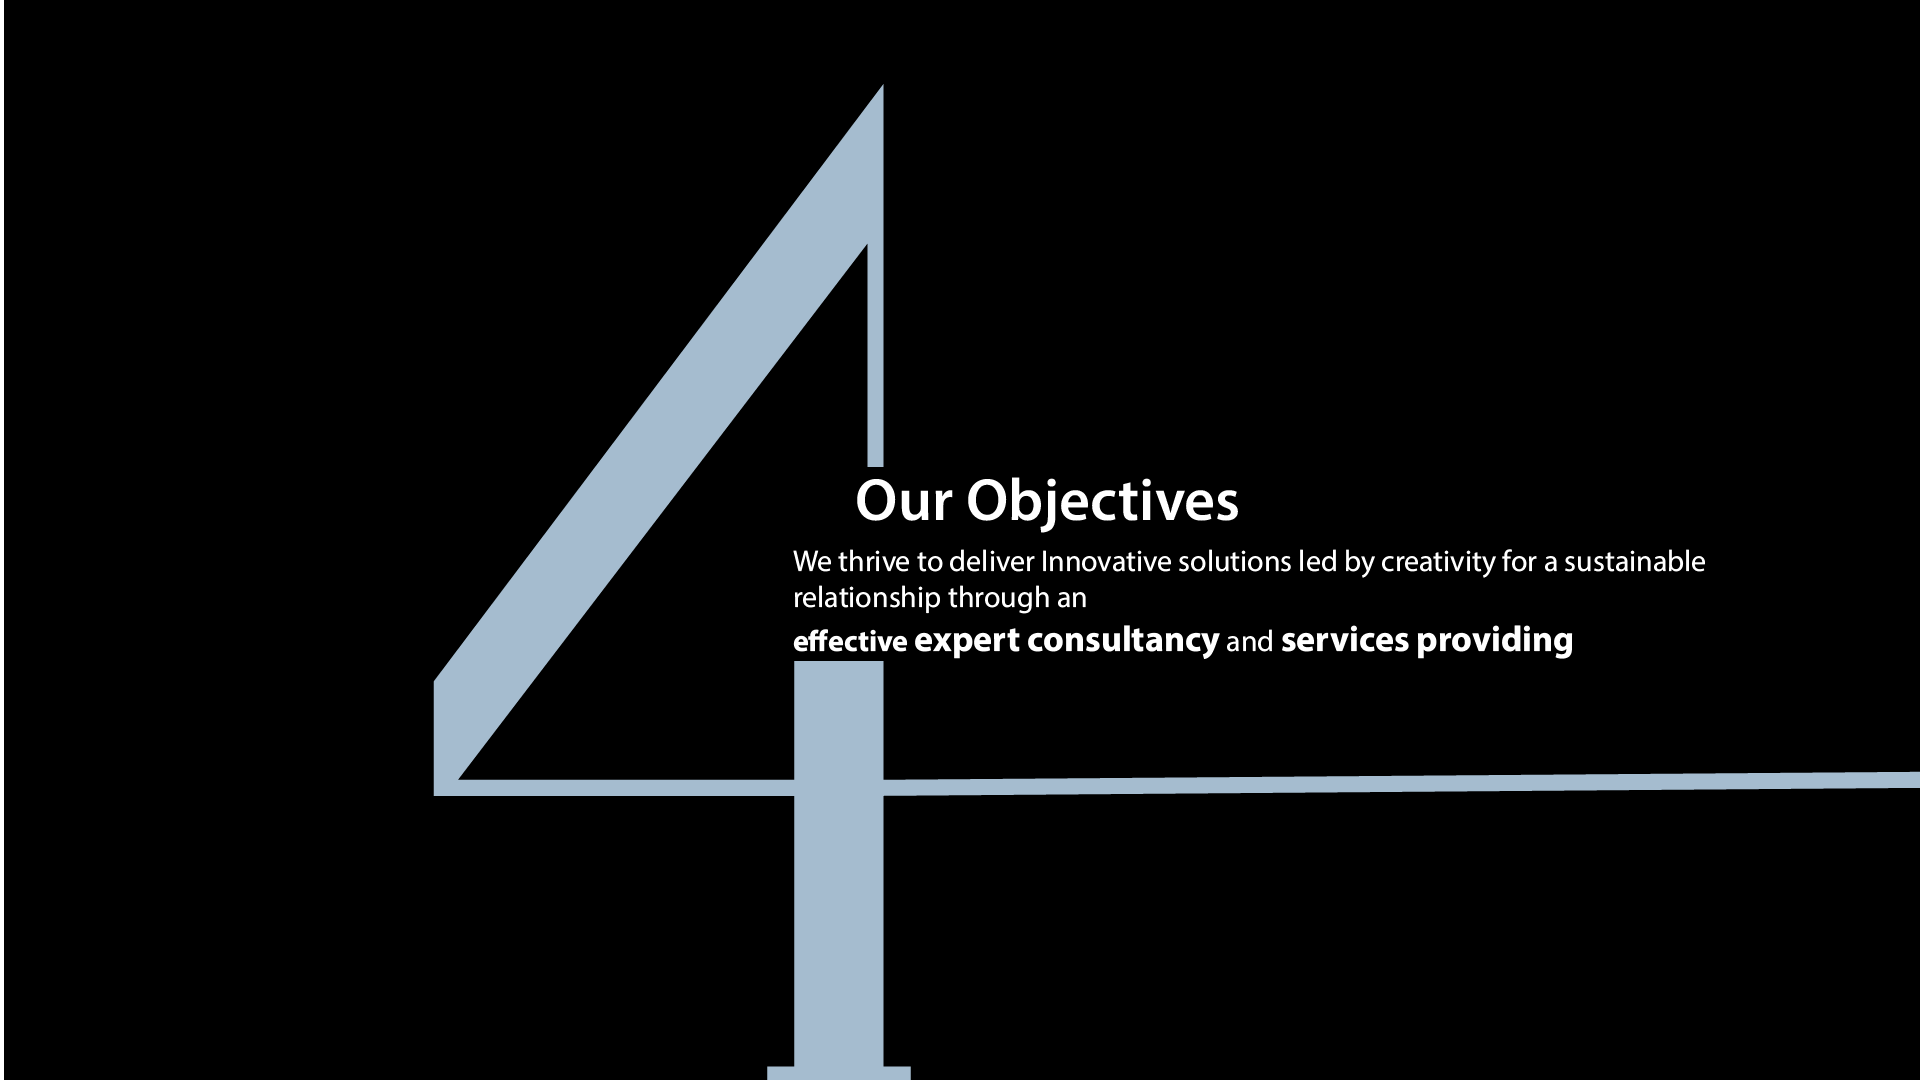 4
Our Objectives
We thrive to deliver Innovative solutions led by creativity for a sustainable
relationship through an
effective expert consultancy and services providing